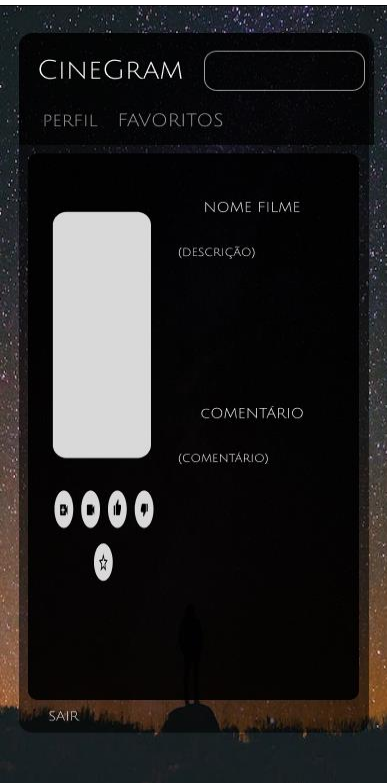 CINEGRAM
PERFIL FAVORITOS
NOME FILME
(DESCRIÇÃO)
COMENTÁRIO
(COMENTÁRIO)
SAIR